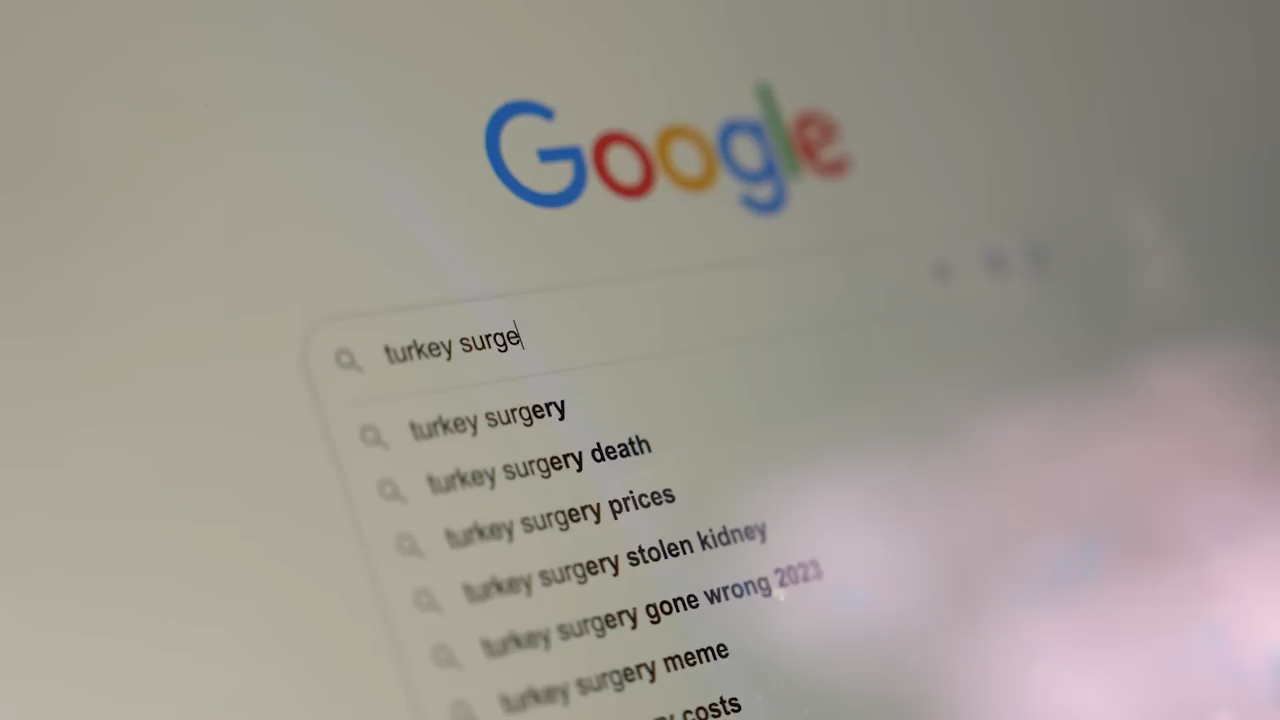 Google
turkey surge
turkey surgery
turkey surgery death
turkey surgery prices
turkey surgery stolen kidney
turkey surgery gone wrong 2023
turkey surgery meme
costs